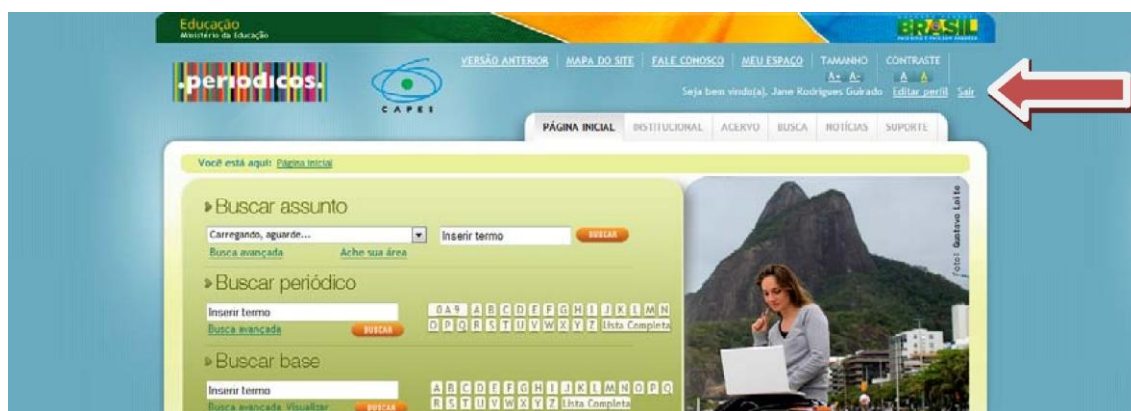 Educação
Ministério da Educação
BRASIL
.periodicos.
CAPES
VERSÃO ANTERIOR | MAPA DO SITE | FALE CONOSCO | MEU ESPAÇO | TAMANHO CONTRASTE
A+ A- A A
Seja bem vindo(a), Jane Rodrigues Guirado Editar perfil Sair
PÁGINA INICIAL INSTITUCIONAL ACERVO BUSCA NOTÍCIAS SUPORTE
Você está aqui: Página inicial
Buscar assunto
Carregando, aguarde... Inserir termo BUSCAR
Busca avançada Ache sua área
Buscar periódico
Inserir termo 0 A 9 A B C D E F G H I J K L M N
Busca avançada BUSCAR O P Q R S T U V W X Y Z Lista Completa
Buscar base
Inserir termo A B C D E F G H I J K L M N O P Q
Busca avançada Visualizar BUSCAR R S T U V W X Y Z Lista Completa
Foto: Gustavo Leite